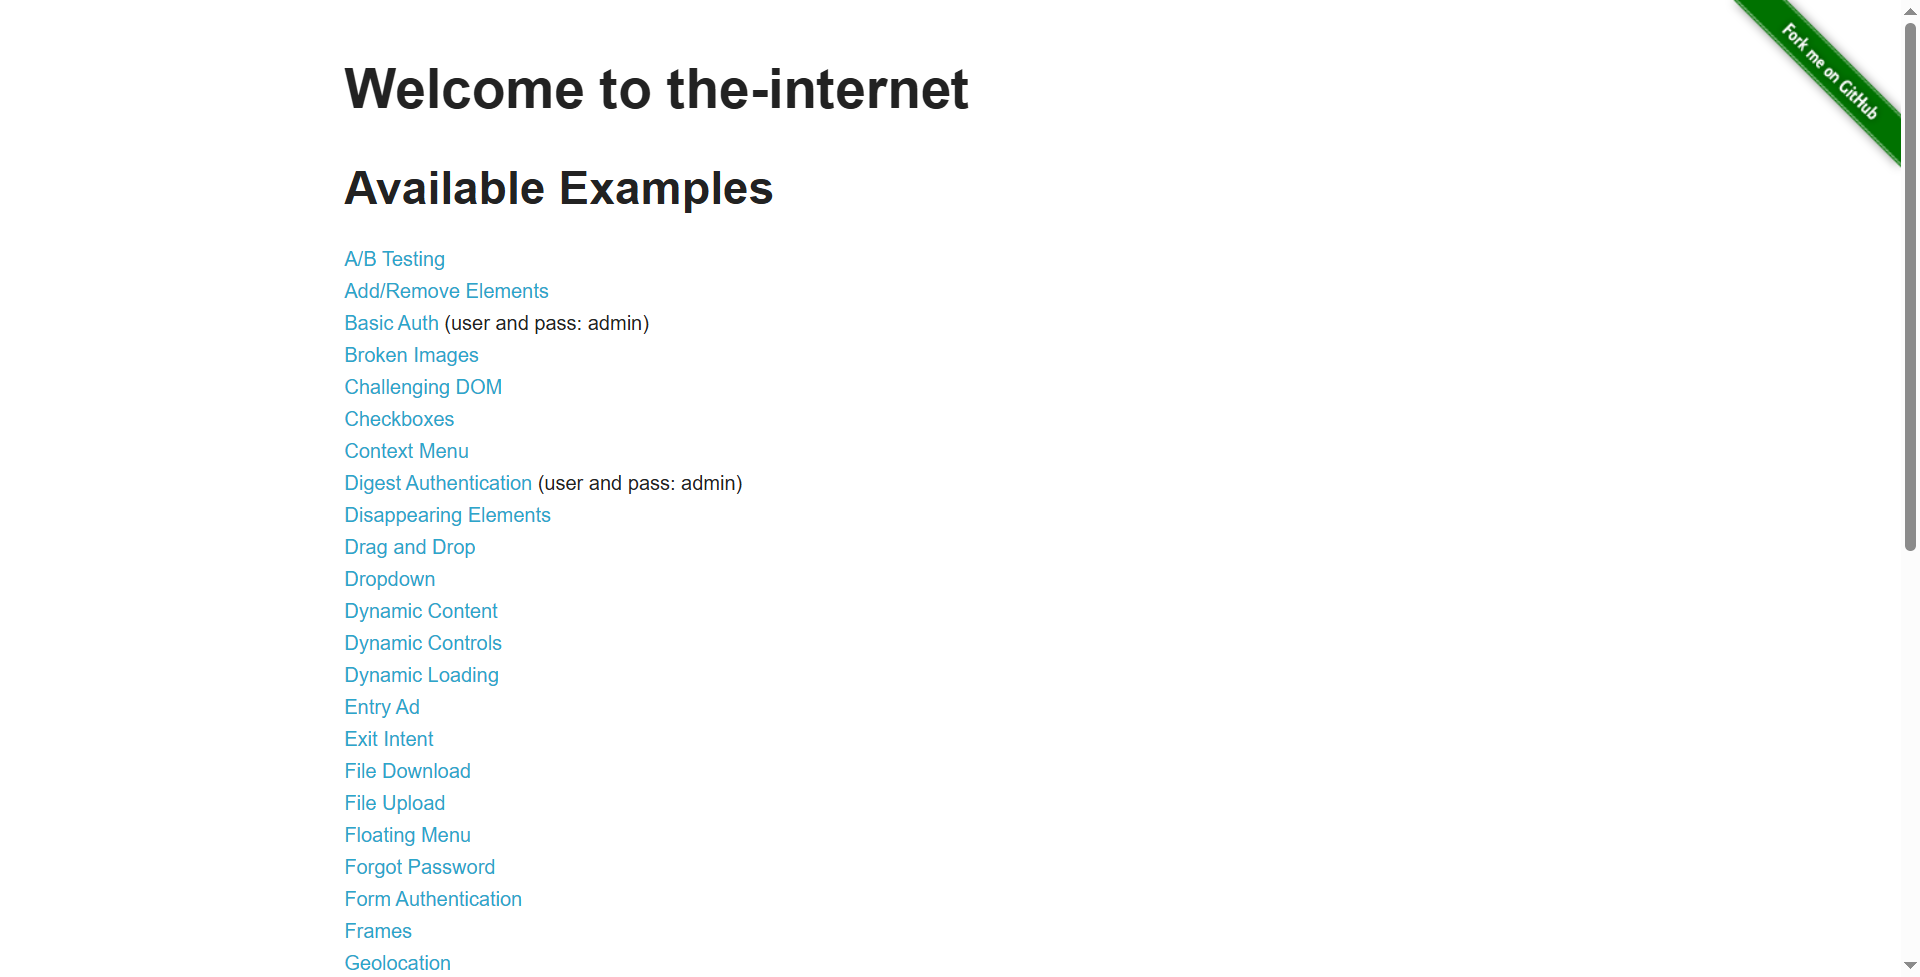 Welcome to the-internet
Fork me on GitHub
Available Examples
A/B Testing
Add/Remove Elements
Basic Auth (user and pass: admin)
Broken Images
Challenging DOM
Checkboxes
Context Menu
Digest Authentication (user and pass: admin)
Disappearing Elements
Drag and Drop
Dropdown
Dynamic Content
Dynamic Controls
Dynamic Loading
Entry Ad
Exit Intent
File Download
File Upload
Floating Menu
Forgot Password
Form Authentication
Frames
Geolocation